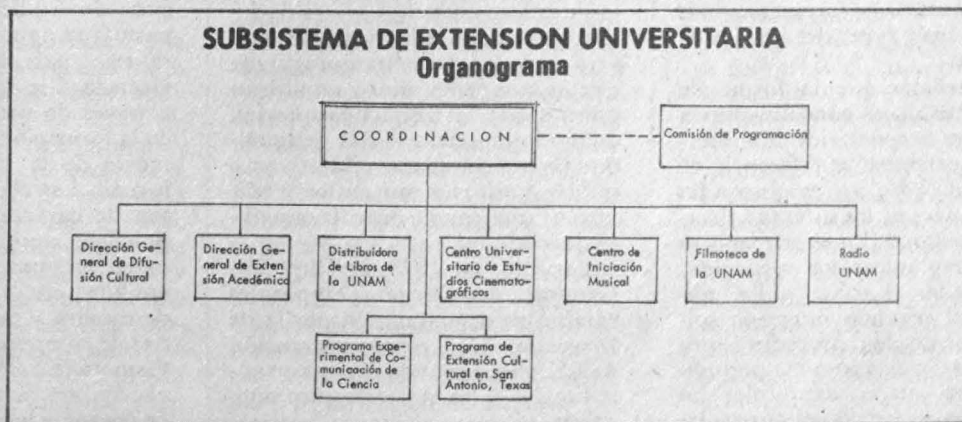 SUBSISTEMA DE EXTENSION UNIVERSITARIA
Organograma
COORDINACION
Comisión de Programación
Dirección Ge-
neral de Difu-
sión Cultural
Dirección Ge-
neral de Exten
sión Acedémica
Distribuidora
de Libros de
la UNAM
Centro Univer-
sitario de Estu-
dios Cinemato-
gráficos
Centro de
Iniciación
Musical
Filmoteca de
la UNAM
Radio
UNAM
Programa Expe-
rimental de Co-
municación de
la Ciencia
Programa de
Extensión Cul-
tural en San
Antonio, Texas